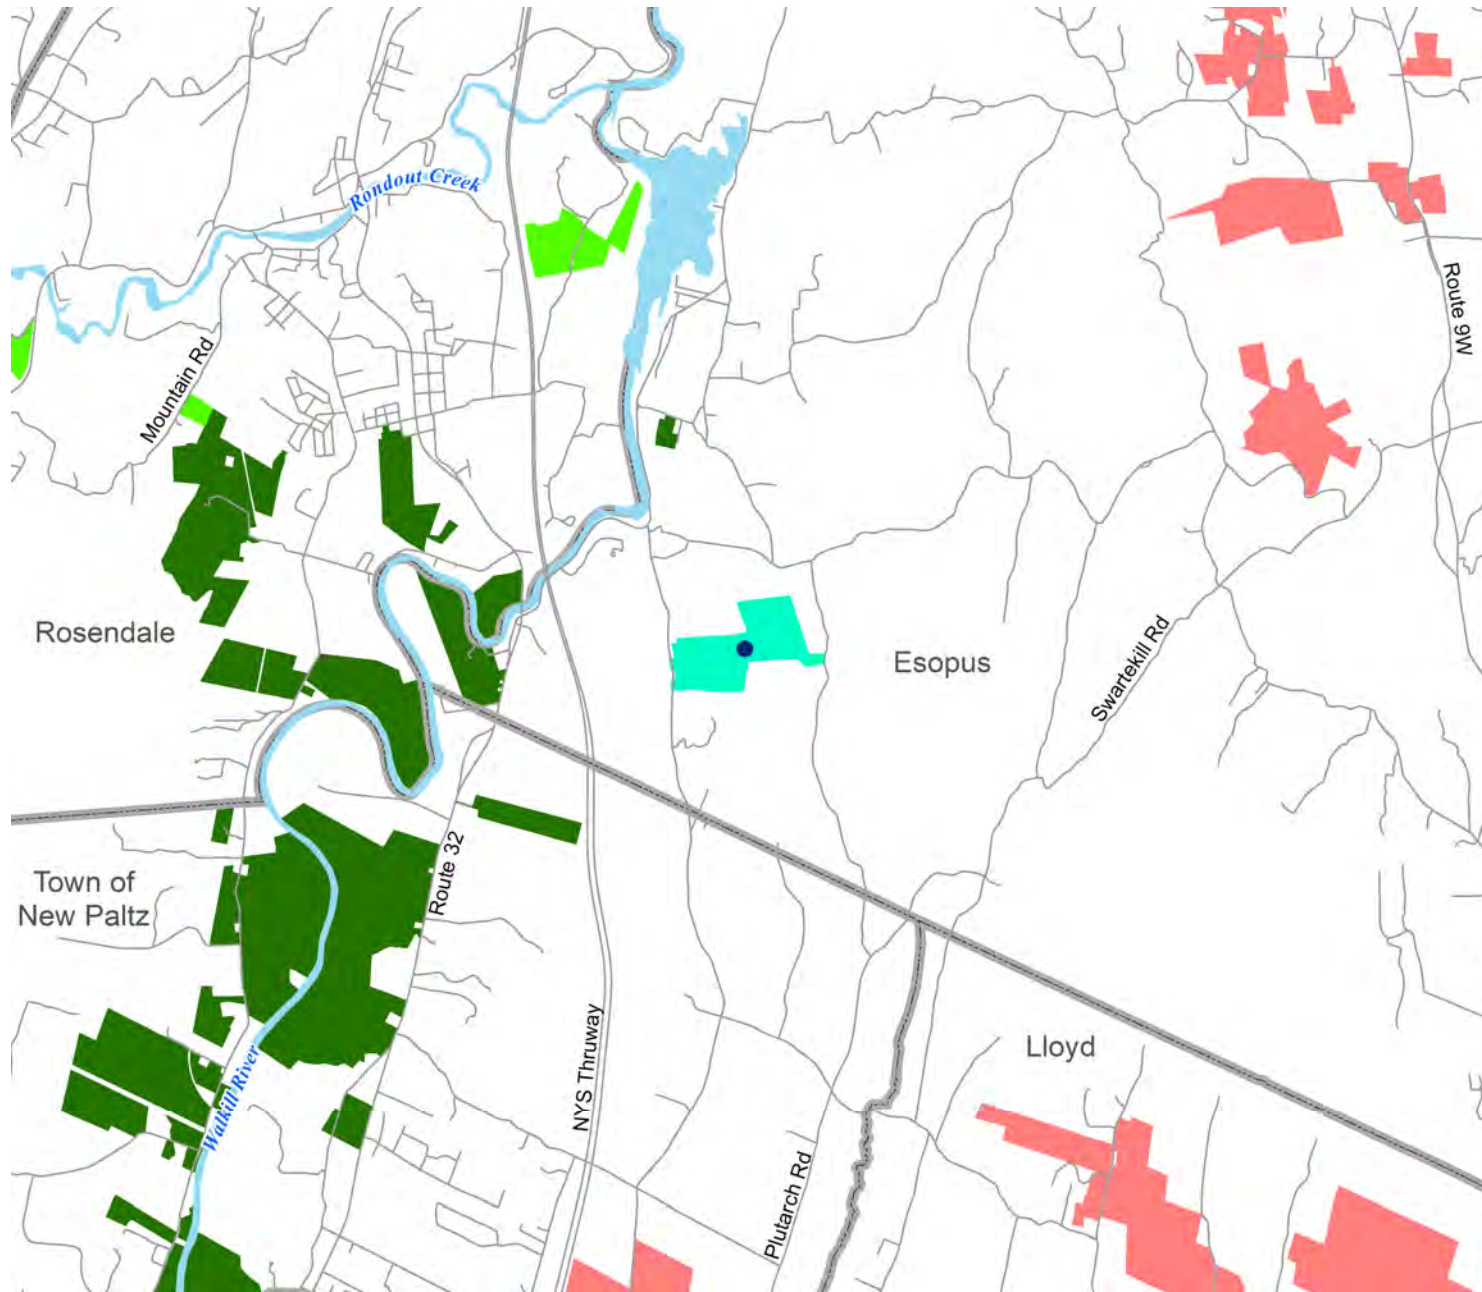 Rondout Creek
Route 9W
Mountain Rd
Rosendale
Esopus
Swartekill Rd
Route 32
Town of
New Paltz
NYS Thruway
Lloyd
Walkill River
Plutarch Rd